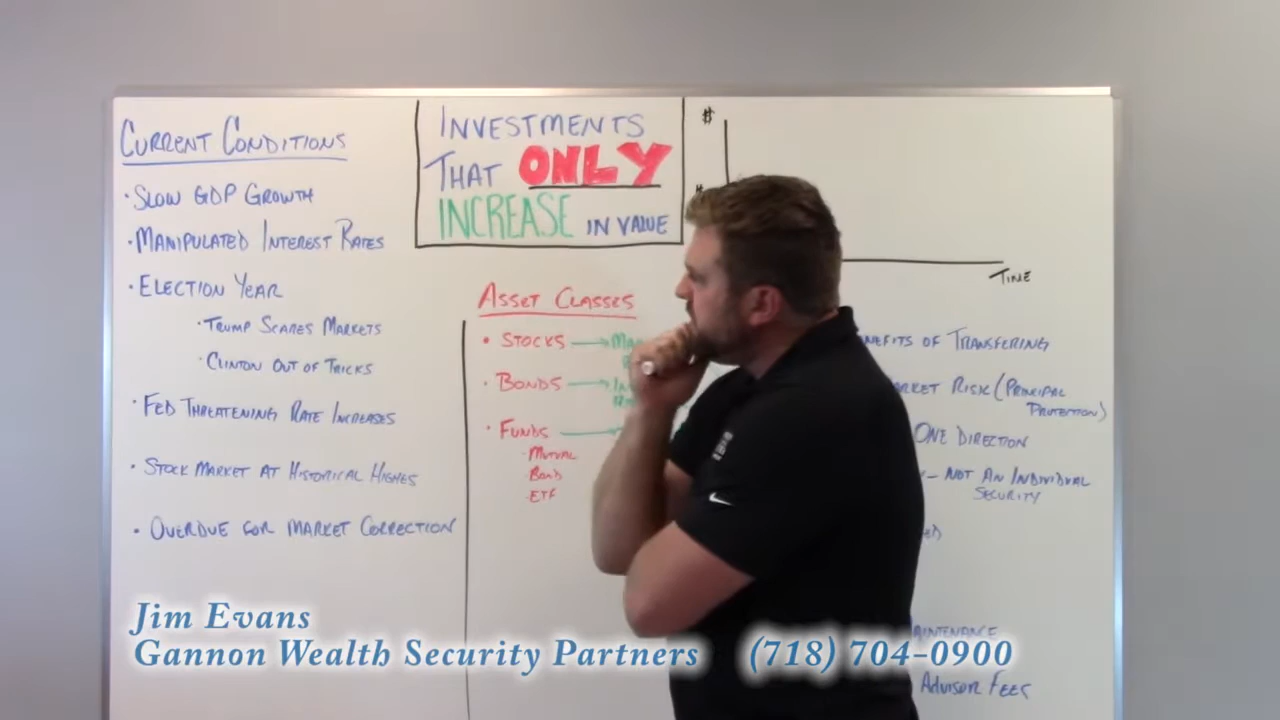 CURRENT CONDITIONS
• SLOW GDP GROWTH
• MANIPULATED INTEREST RATES
• ELECTION YEAR
• TRUMP SCARES MARKETS
• CLINTON OUT OF TRICKS
• FED THREATENING RATE INCREASES
• STOCK MARKET AT HISTORICAL HIGHES
• OVERDUE FOR MARKET CORRECTION
INVESTMENTS
THAT ONLY
INCREASE IN VALUE
ASSET CLASSES
• STOCKS
• BONDS
• FUNDS
• MUTUAL
• BOND
• ETF
$
TIME
OF TRANSFERING
RISK (PRINCIPAL
PROTECTION)
ONE DIRECTION
- NOT AN INDIVIDUAL
SECURITY
ADVISOR FEES
Jim Evans
Gannon Wealth Security Partners (718) 704-0900